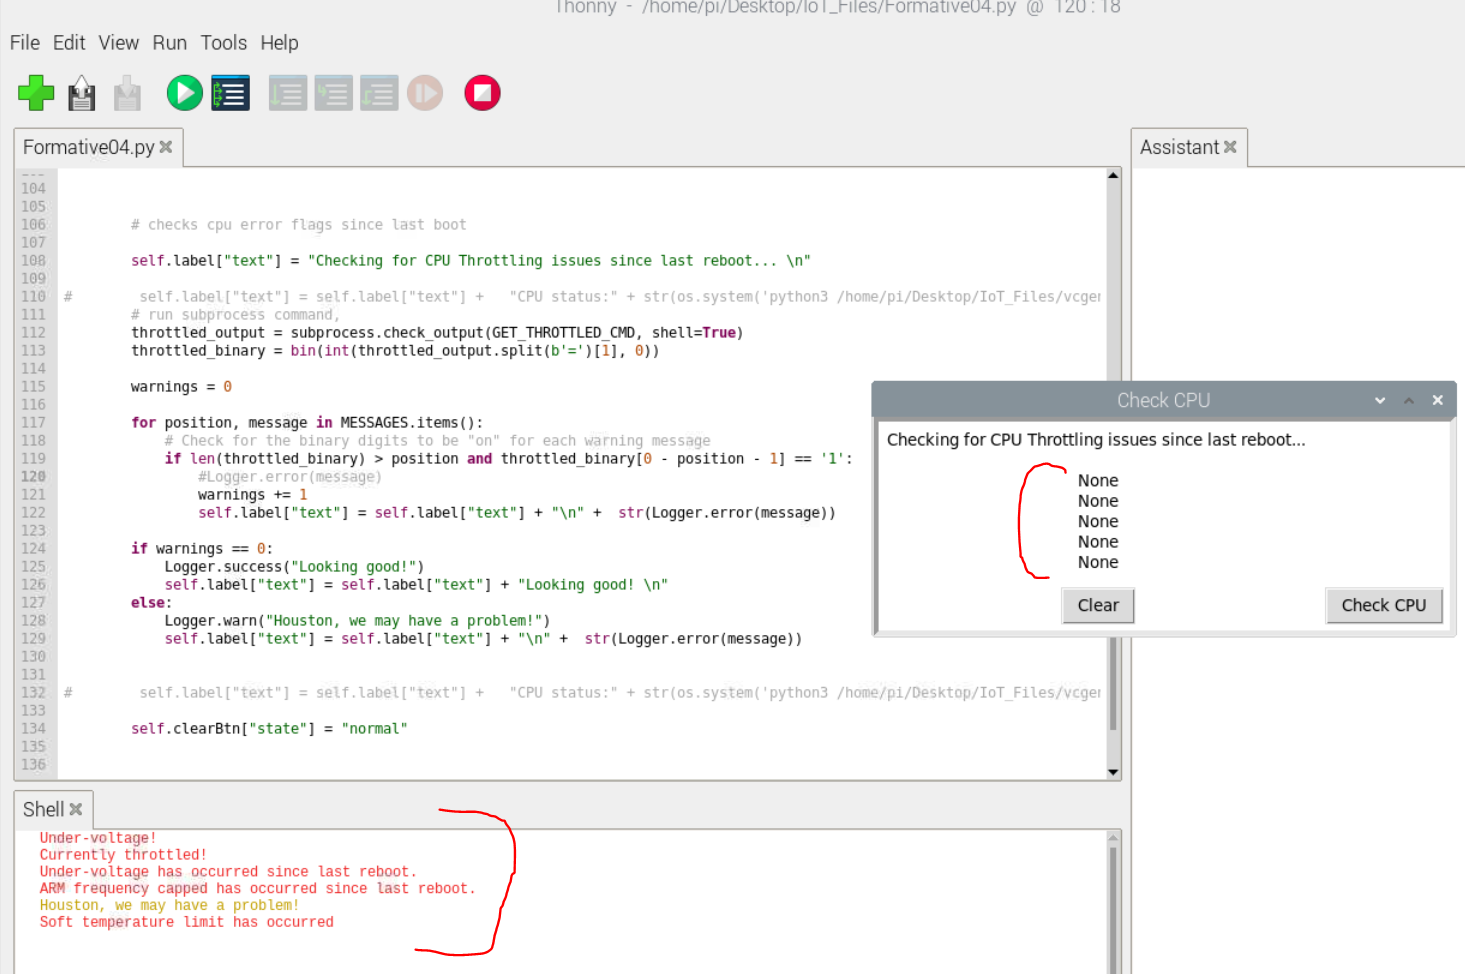 Thonny - /home/pi/Desktop/IoT_Files/Formative04.py @ 120:18
File Edit View Run Tools Help
Formative04.py
Assistant
104
105
106 # checks cpu error flags since last boot
107
108 self.label["text"] = "Checking for CPU Throttling issues since last reboot... \n"
109
110 # self.label["text"] = self.label["text"] + "CPU status:" + str(os.system('python3 /home/pi/Desktop/IoT_Files/vcgen
111 # run subprocess command,
112 throttled_output = subprocess.check_output(GET_THROTTLED_CMD, shell=True)
113 throttled_binary = bin(int(throttled_output.split(b'=')[1], 0))
114
115 warnings = 0
116
117 for position, message in MESSAGES.items():
118 # Check for the binary digits to be "on" for each warning message
119 if len(throttled_binary) > position and throttled_binary[0 - position - 1] == '1':
120 #Logger.error(message)
121 warnings += 1
122 self.label["text"] = self.label["text"] + "\n" + str(Logger.error(message))
123
124 if warnings == 0:
125 Logger.success("Looking good!")
126 self.label["text"] = self.label["text"] + "Looking good! \n"
127 else:
128 Logger.warn("Houston, we may have a problem!")
129 self.label["text"] = self.label["text"] + "\n" + str(Logger.error(message))
130
131
132 # self.label["text"] = self.label["text"] + "CPU status:" + str(os.system('python3 /home/pi/Desktop/IoT_Files/vcgen
133
134 self.clearBtn["state"] = "normal"
135
136
Check CPU
Checking for CPU Throttling issues since last reboot...
None
None
None
None
None
Clear Check CPU
Shell
Under-voltage!
Currently throttled!
Under-voltage has occurred since last reboot.
ARM frequency capped has occurred since last reboot.
Houston, we may have a problem!
Soft temperature limit has occurred